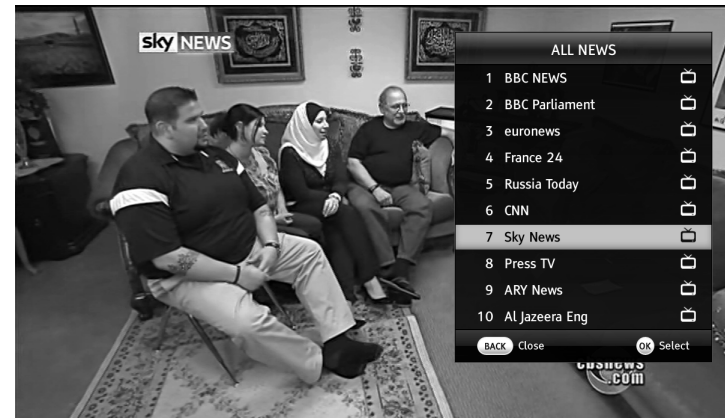 sky NEWS
ALL NEWS
1 BBC NEWS
2 BBC Parliament
3 euronews
4 France 24
5 Russia Today
6 CNN
7 Sky News
8 Press TV
9 ARY News
10 Al Jazeera Eng
BACK Close
OK Select
cbsnews
.com